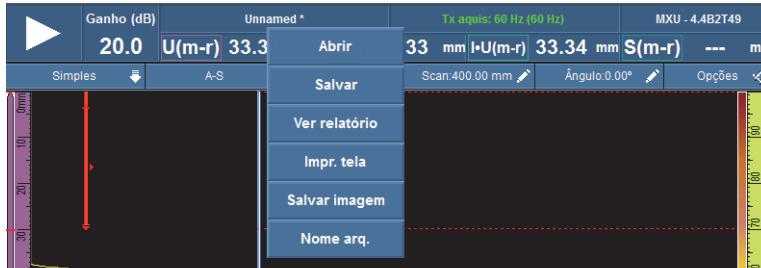 Ganho (dB) Unnamed * Tx aquis: 60 Hz (60 Hz) MXU - 4.4B2T49
20.0 U(m-r) 33.3 33 mm I•U(m-r) 33.34 mm S(m-r) --- m
Simples A-S Scan:400.00 mm Ângulo:0.00° Opções
Abrir
Salvar
Ver relatório
Impr. tela
Salvar imagem
Nome arq.
0mm
10
20
30
90
80
70